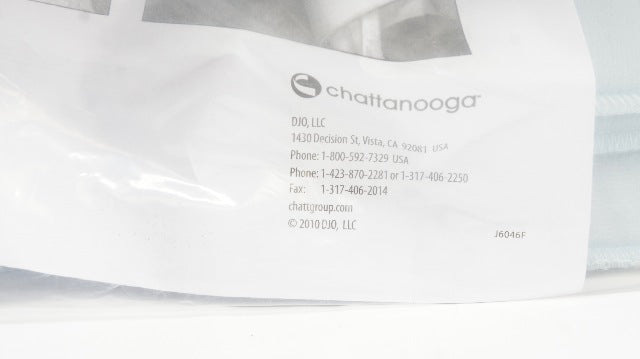 chattanooga
DJO, LLC
1430 Decision St, Vista, CA 92081 USA
Phone: 1-800-592-7329 USA
Phone: 1-423-870-2281 or 1-317-406-2250
Fax: 1-317-406-2014
chattgroup.com
© 2010 DJO, LLC
J6046F